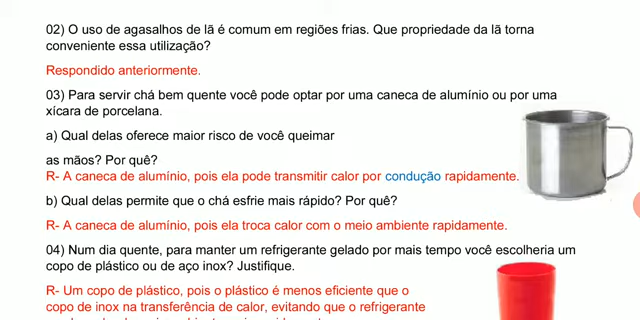 02) O uso de agasalhos de lã é comum em regiões frias. Que propriedade da lã torna
conveniente essa utilização?
Respondido anteriormente.
03) Para servir chá bem quente você pode optar por uma caneca de alumínio ou por uma
xícara de porcelana.
a) Qual delas oferece maior risco de você queimar
as mãos? Por quê?
R- A caneca de alumínio, pois ela pode transmitir calor por condução rapidamente.
b) Qual delas permite que o chá esfrie mais rápido? Por quê?
R- A caneca de alumínio, pois ela troca calor com o meio ambiente rapidamente.
04) Num dia quente, para manter um refrigerante gelado por mais tempo você escolheria um
copo de plástico ou de aço inox? Justifique.
R- Um copo de plástico, pois o plástico é menos eficiente que o
copo de inox na transferência de calor, evitando que o refrigerante